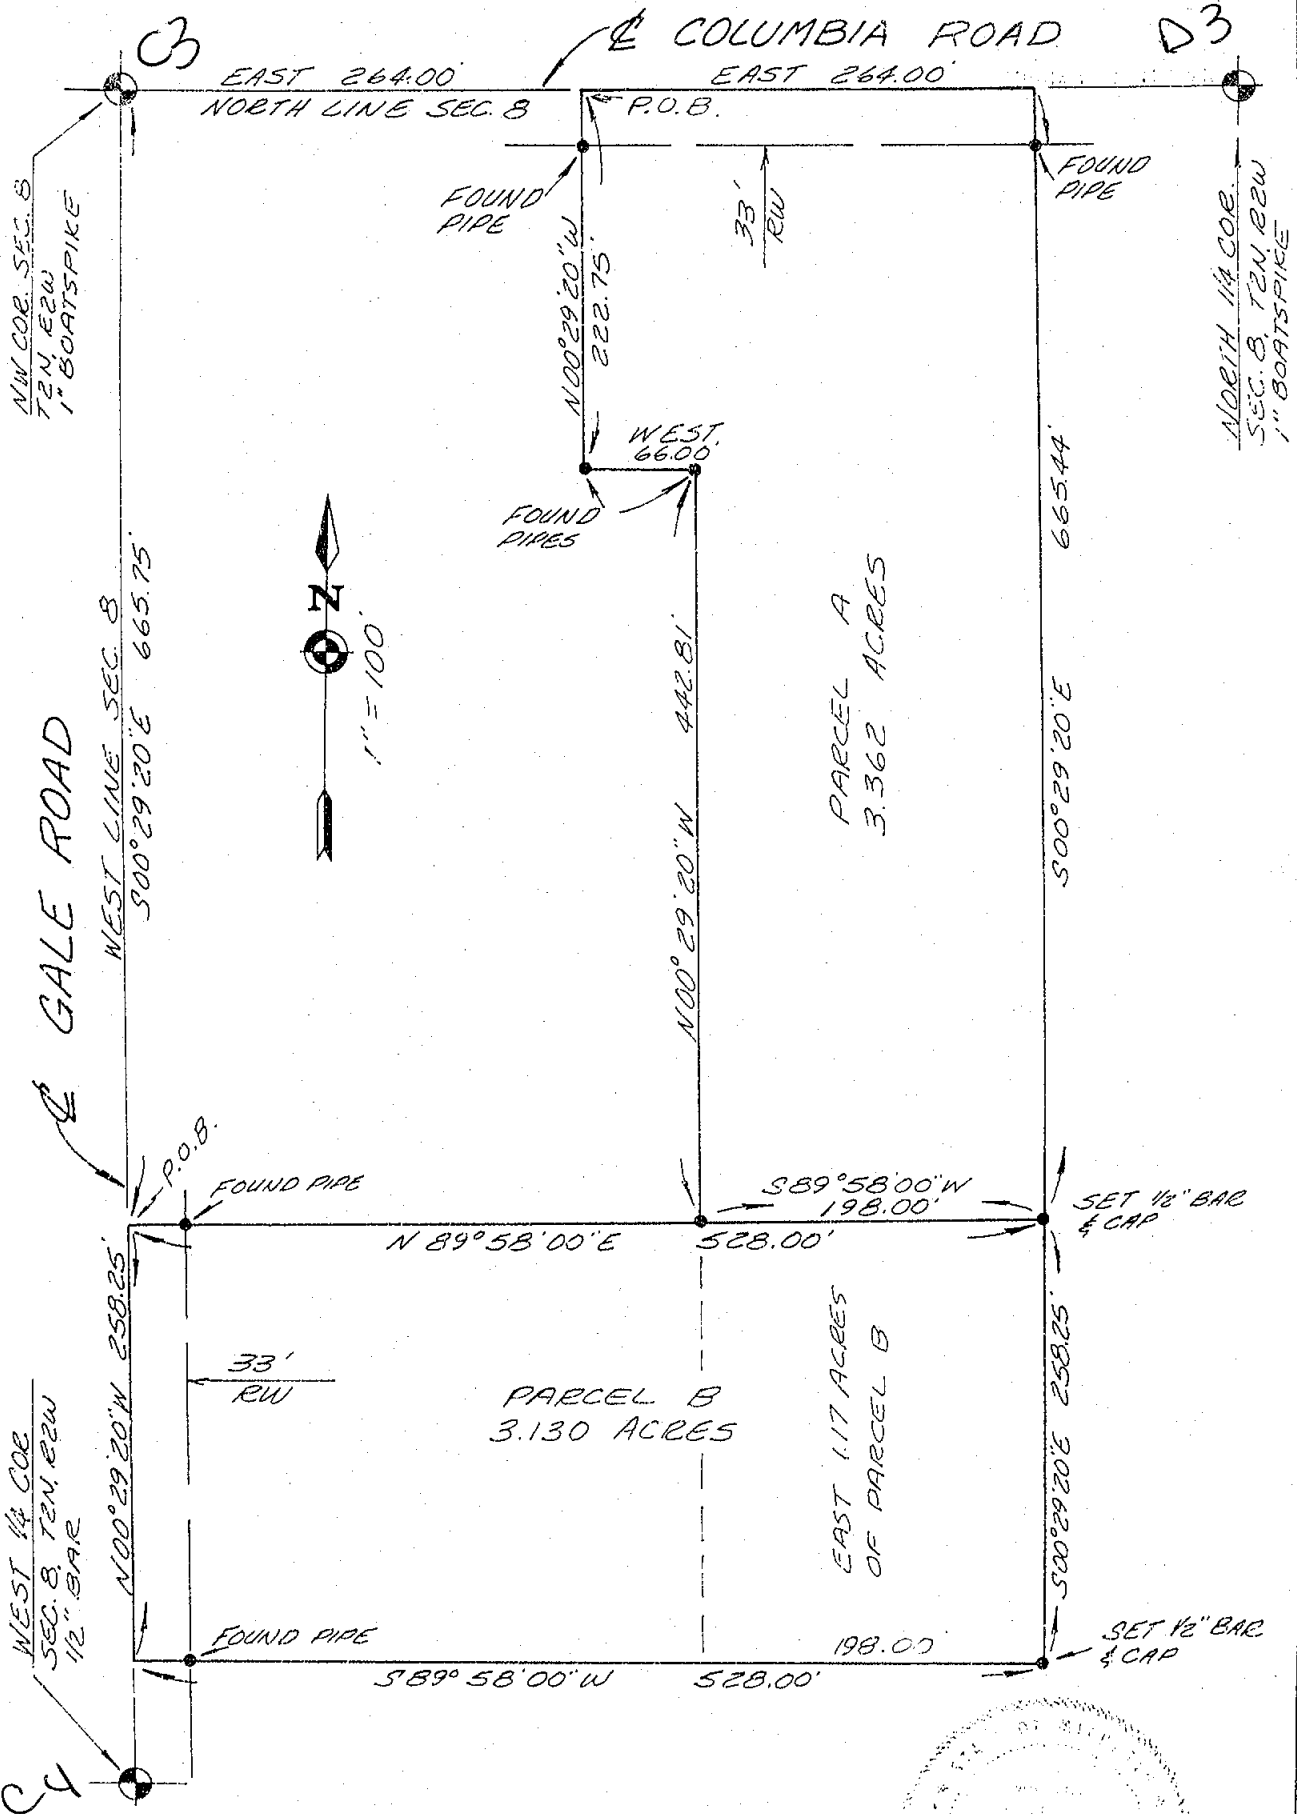 C3
℄ COLUMBIA ROAD
D3
EAST 264.00'
EAST 264.00'
NORTH LINE SEC. 8
P.O.B.
NW COR. SEC. 8
T2N, R2W
1" BOATSPIKE
FOUND
PIPE
33'
RW
FOUND
PIPE
NORTH 1/4 COR.
SEC. 8, T2N, R2W
1" BOATSPIKE
N00°29'20"W
222.75'
WEST
66.00'
FOUND
PIPES
N
1" = 100'
℄ GALE ROAD
WEST LINE SEC. 8
S00°29'20"E 665.75'
N00°29'20"W 442.81'
PARCEL A
3.362 ACRES
S00°29'20"E 665.44'
P.O.B.
FOUND PIPE
S89°58'00"W
198.00'
SET 1/2" BAR
& CAP
N89°58'00"E 528.00'
N00°29'20"W 258.25'
33'
RW
PARCEL B
3.130 ACRES
EAST 1.17 ACRES
OF PARCEL B
S00°29'20"E 258.25'
WEST 1/4 COR
SEC. 8, T2N, R2W
1/2" BAR
FOUND PIPE
198.00
SET 1/2" BAR
& CAP
S89°58'00"W 528.00'
C4
OF